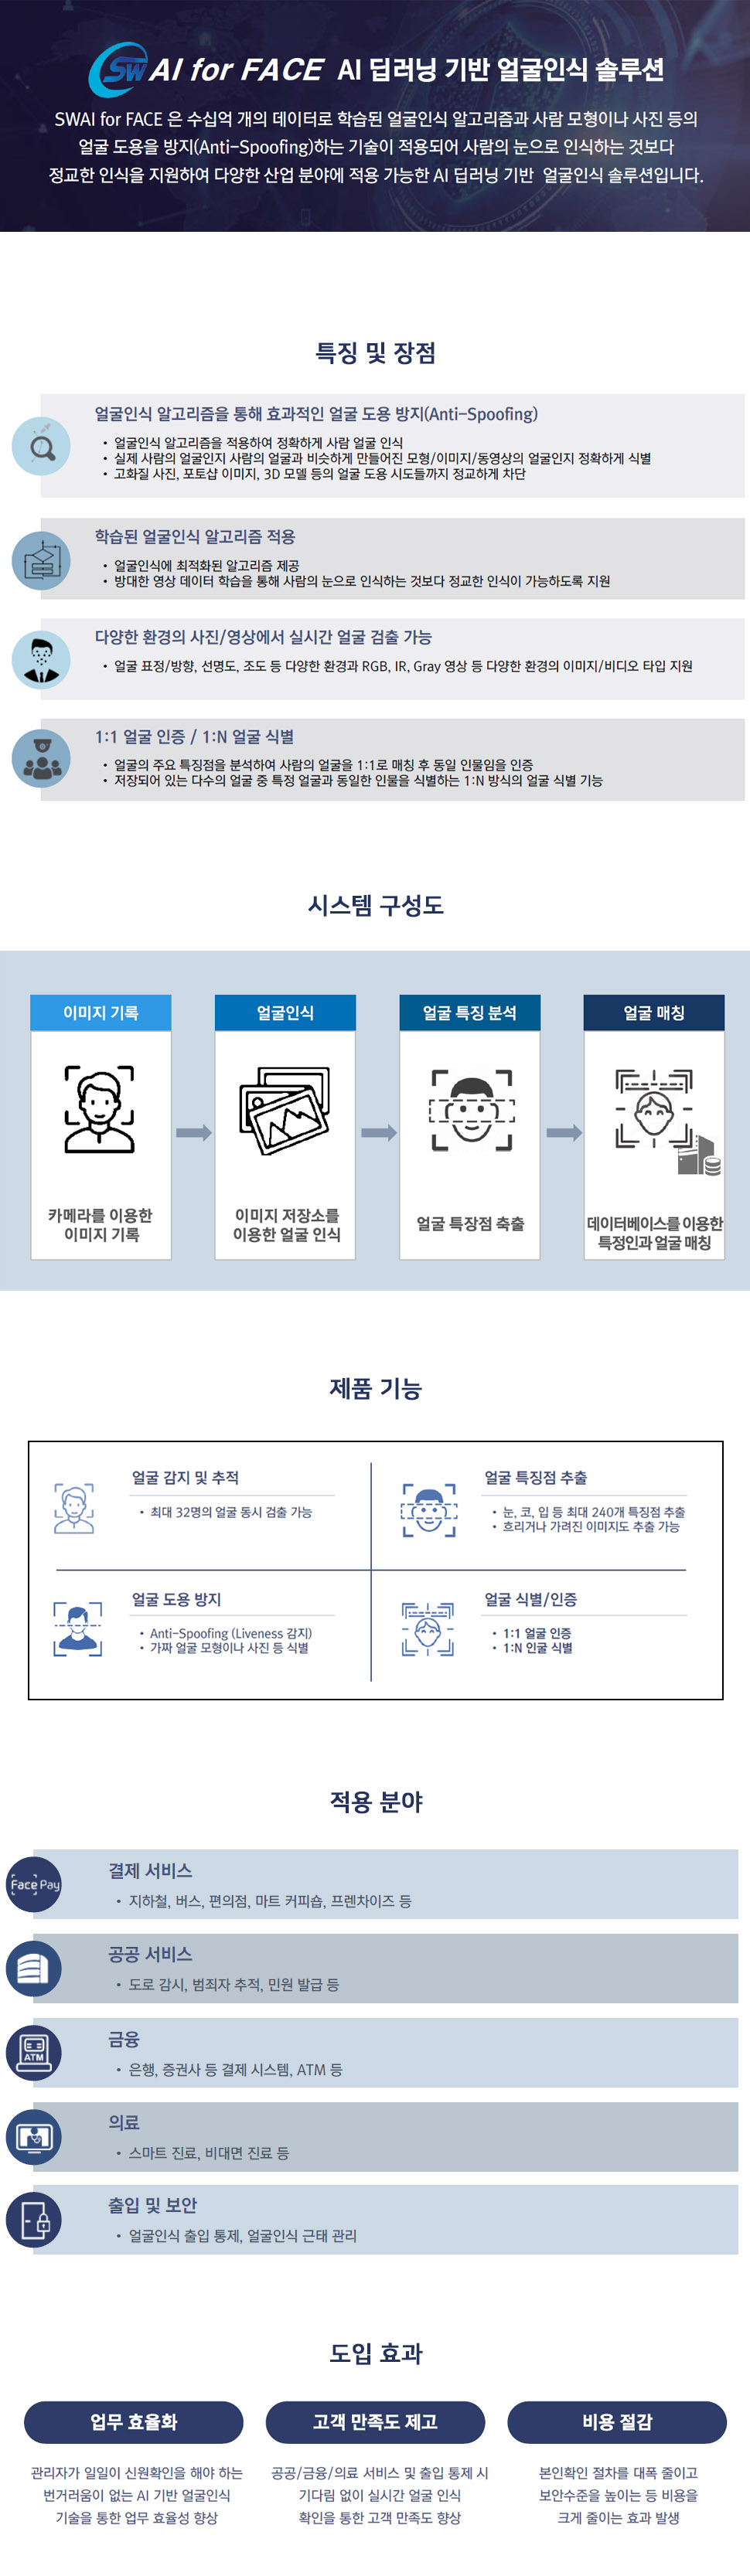 SW AI for FACE AI 딥러닝 기반 얼굴인식 솔루션
SWAI for FACE 은 수십억 개의 데이터로 학습된 얼굴인식 알고리즘과 사람 모형이나 사진 등의
얼굴 도용을 방지(Anti-Spoofing)하는 기술이 적용되어 사람의 눈으로 인식하는 것보다
정교한 인식을 지원하여 다양한 산업 분야에 적용 가능한 AI 딥러닝 기반 얼굴인식 솔루션입니다.
특징 및 장점
얼굴인식 알고리즘을 통해 효과적인 얼굴 도용 방지(Anti-Spoofing)
• 얼굴인식 알고리즘을 적용하여 정확하게 사람 얼굴 인식
• 실제 사람의 얼굴인지 사람의 얼굴과 비슷하게 만들어진 모형/이미지/동영상의 얼굴인지 정확하게 식별
• 고화질 사진, 포토샵 이미지, 3D 모델 등의 얼굴 도용 시도들까지 정교하게 차단
학습된 얼굴인식 알고리즘 적용
• 얼굴인식에 최적화된 알고리즘 제공
• 방대한 영상 데이터 학습을 통해 사람의 눈으로 인식하는 것보다 정교한 인식이 가능하도록 지원
다양한 환경의 사진/영상에서 실시간 얼굴 검출 가능
• 얼굴 표정/방향, 선명도, 조도 등 다양한 환경과 RGB, IR, Gray 영상 등 다양한 환경의 이미지/비디오 타입 지원
1:1 얼굴 인증 / 1:N 얼굴 식별
• 얼굴의 주요 특징점을 분석하여 사람의 얼굴을 1:1로 매칭 후 동일 인물임을 인증
• 저장되어 있는 다수의 얼굴 중 특정 얼굴과 동일한 인물을 식별하는 1:N 방식의 얼굴 식별 기능
시스템 구성도
이미지 기록
얼굴인식
얼굴 특징 분석
얼굴 매칭
카메라를 이용한
이미지 기록
이미지 저장소를
이용한 얼굴 인식
얼굴 특장점 축출
데이터베이스를 이용한
특정인과 얼굴 매칭
제품 기능
얼굴 감지 및 추적
• 최대 32명의 얼굴 동시 검출 가능
얼굴 특징점 추출
• 눈, 코, 입 등 최대 240개 특징점 추출
• 흐리거나 가려진 이미지도 추출 가능
얼굴 도용 방지
• Anti-Spoofing (Liveness 감지)
• 가짜 얼굴 모형이나 사진 등 식별
얼굴 식별/인증
• 1:1 얼굴 인증
• 1:N 인굴 식별
적용 분야
Face Pay
결제 서비스
• 지하철, 버스, 편의점, 마트 커피숍, 프렌차이즈 등
공공 서비스
• 도로 감시, 범죄자 추적, 민원 발급 등
ATM
금융
• 은행, 증권사 등 결제 시스템, ATM 등
의료
• 스마트 진료, 비대면 진료 등
출입 및 보안
• 얼굴인식 출입 통제, 얼굴인식 근태 관리
도입 효과
업무 효율화
관리자가 일일이 신원확인을 해야 하는
번거러움이 없는 AI 기반 얼굴인식
기술을 통한 업무 효율성 향상
고객 만족도 제고
공공/금융/의료 서비스 및 출입 통제 시
기다림 없이 실시간 얼굴 인식
확인을 통한 고객 만족도 향상
비용 절감
본인확인 절차를 대폭 줄이고
보안수준을 높이는 등 비용을
크게 줄이는 효과 발생